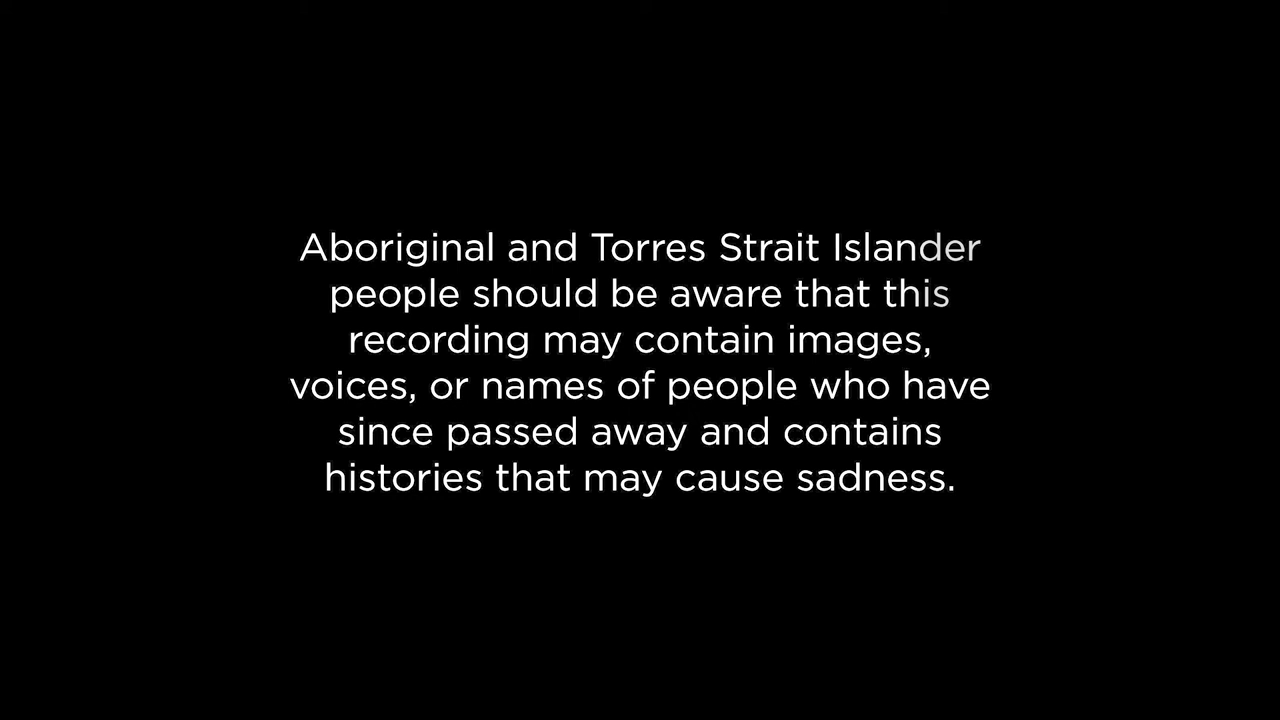 Aboriginal and Torres Strait Islander
people should be aware that this
recording may contain images,
voices, or names of people who have
since passed away and contains
histories that may cause sadness.